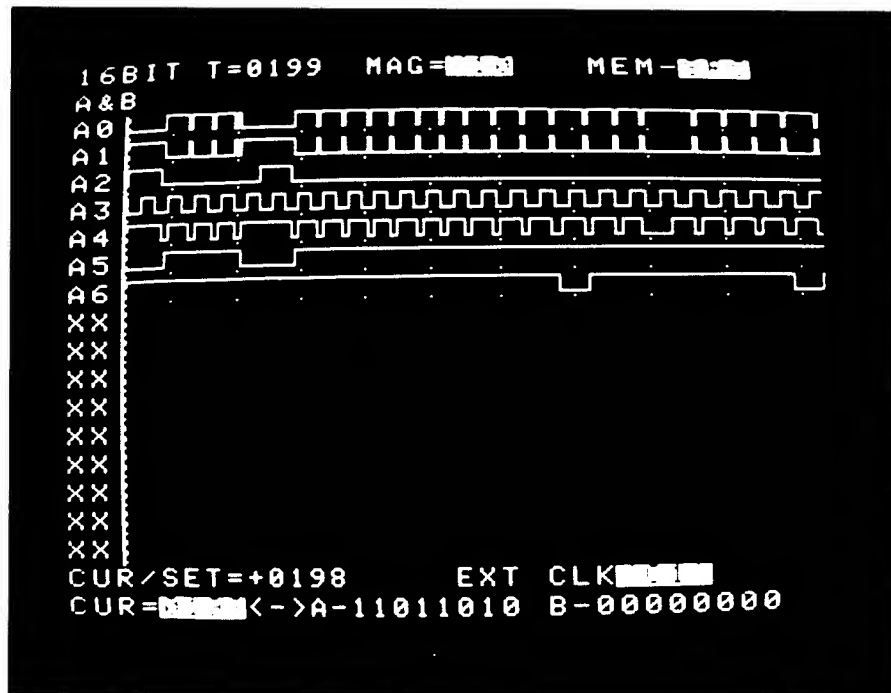 16BIT T=0199 MAG= MEM-
A&B
A0
A1
A2
A3
A4
A5
A6
XX
XX
XX
XX
XX
XX
XX
XX
XX
CUR/SET=+0198 EXT CLK
CUR= <->A-11011010 B-00000000